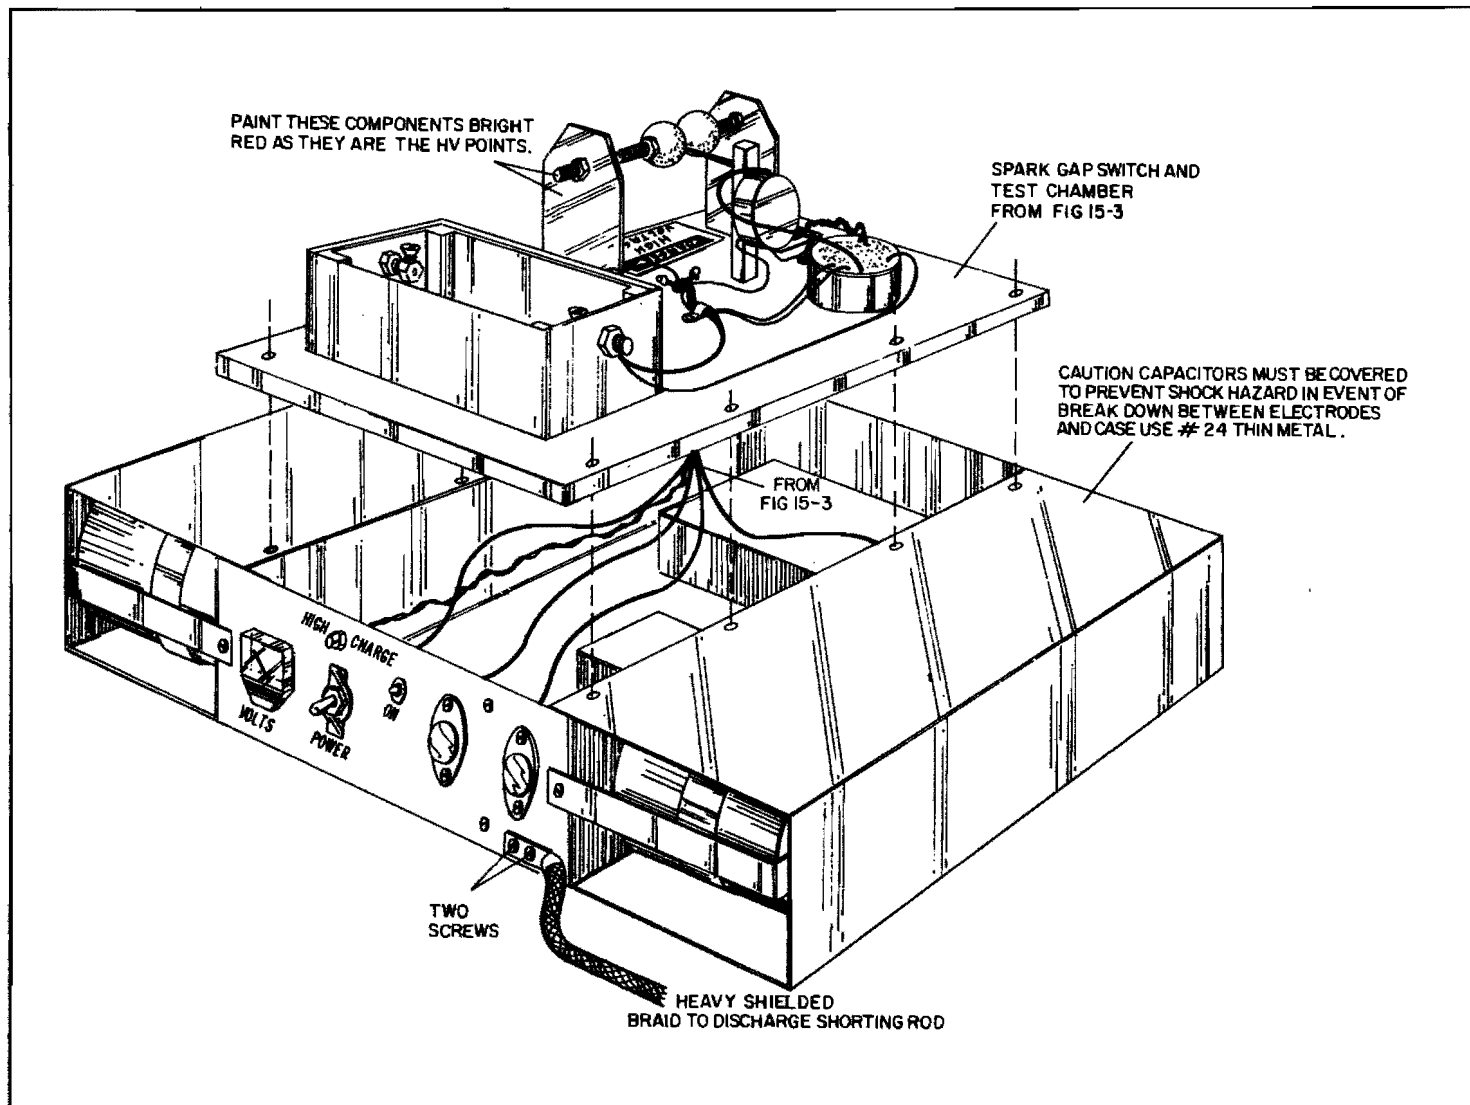 PAINT THESE COMPONENTS BRIGHT
RED AS THEY ARE THE HV POINTS.
SPARK GAP SWITCH AND
TEST CHAMBER
FROM FIG 15-3
CAUTION CAPACITORS MUST BE COVERED
TO PREVENT SHOCK HAZARD IN EVENT OF
BREAK DOWN BETWEEN ELECTRODES
AND CASE USE # 24 THIN METAL.
FROM
FIG 15-3
HIGH CHARGE
VOLTS
POWER
ON
TWO
SCREWS
HEAVY SHIELDED
BRAID TO DISCHARGE SHORTING ROD